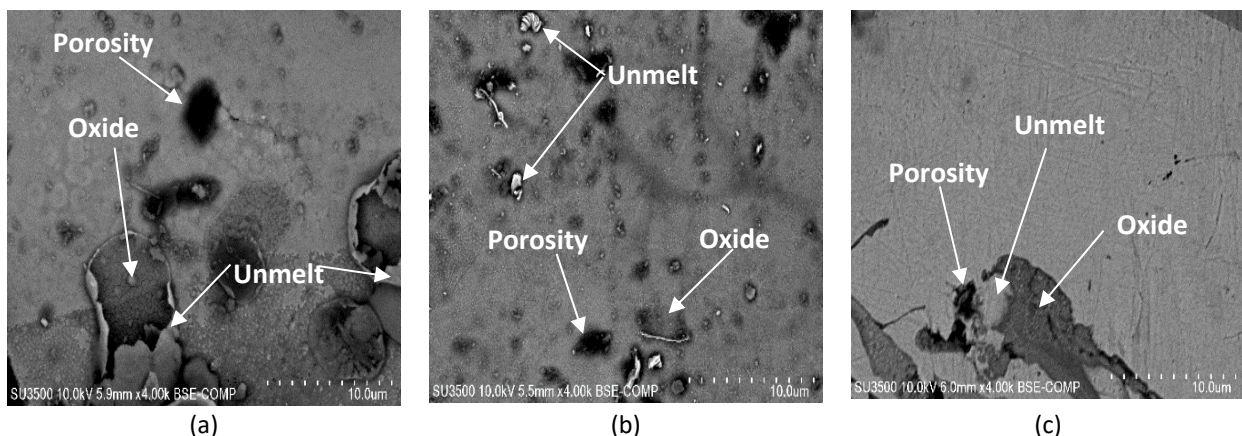 Porosity
Oxide
Unmelt
SU3500 10.0kV 5.9mm x4.00k BSE-COMP 10.0um
(a)
Unmelt
Porosity
Oxide
SU3500 10.0kV 5.5mm x4.00k BSE-COMP 10.0um
(b)
Unmelt
Porosity
Oxide
SU3500 10.0kV 6.0mm x4.00k BSE-COMP 10.0um
(c)